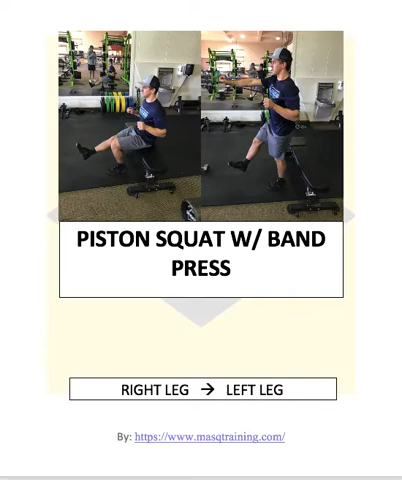 PISTON SQUAT W/ BAND
PRESS
RIGHT LEG → LEFT LEG
By: https://www.masqtraining.com/